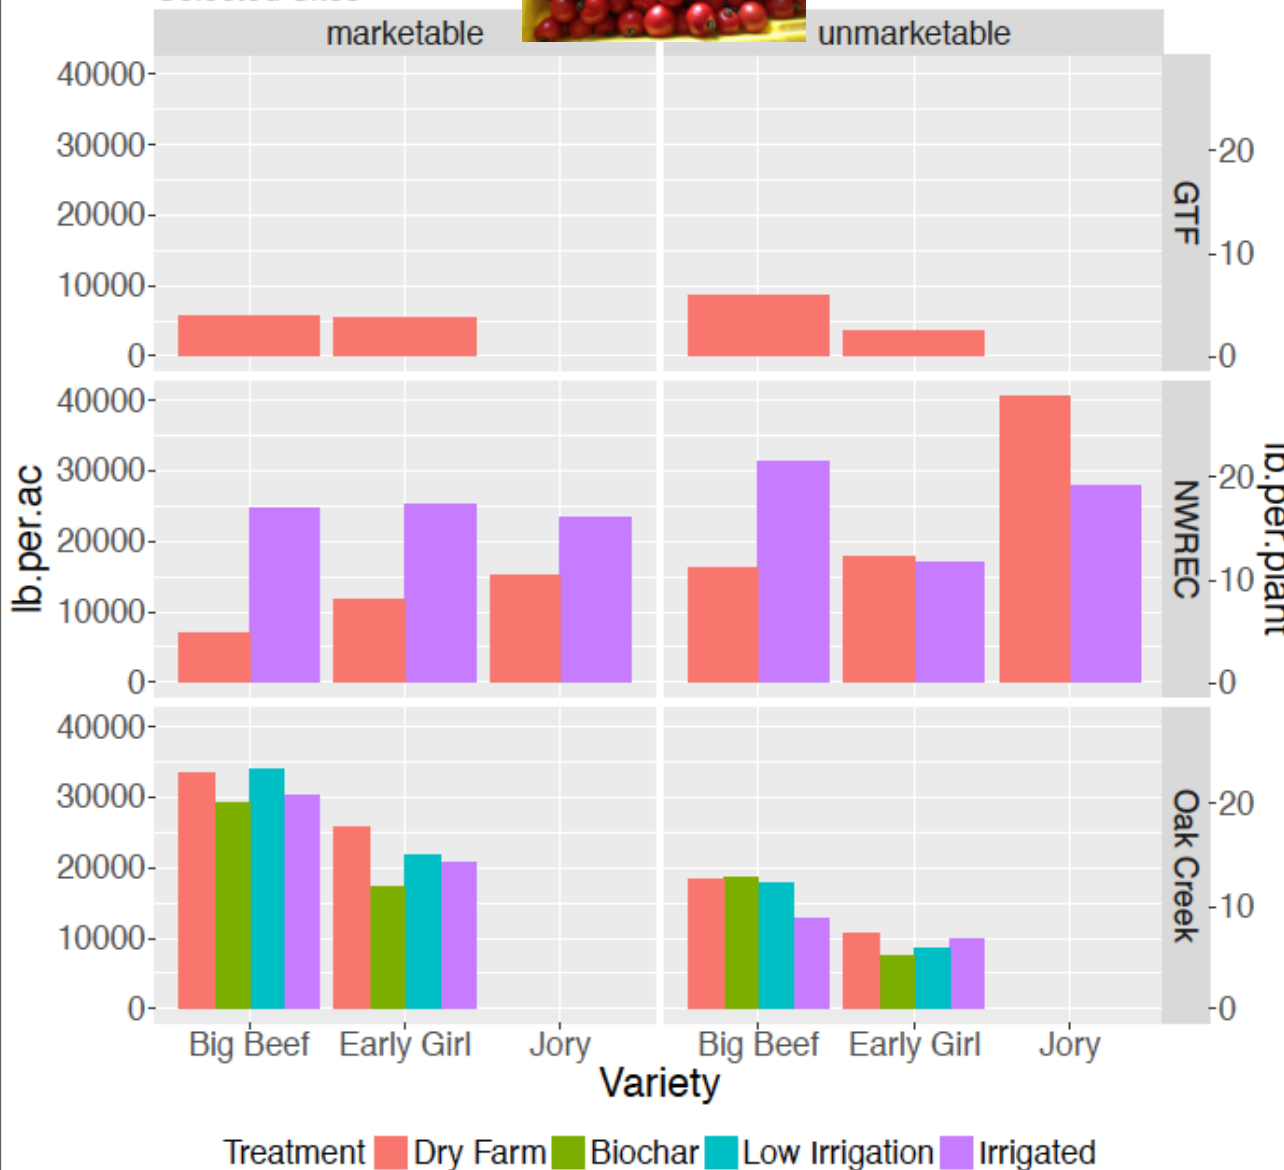 marketable unmarketable
40000
30000
20000
10000
0
20
10
0
GTF
40000
30000
20000
10000
0
20
10
0
NWREC
40000
30000
20000
10000
0
20
10
0
Oak Creek
lb.per.ac
lb.per.plant
Big Beef Early Girl Jory Big Beef Early Girl Jory
Variety
Treatment Dry Farm Biochar Low Irrigation Irrigated